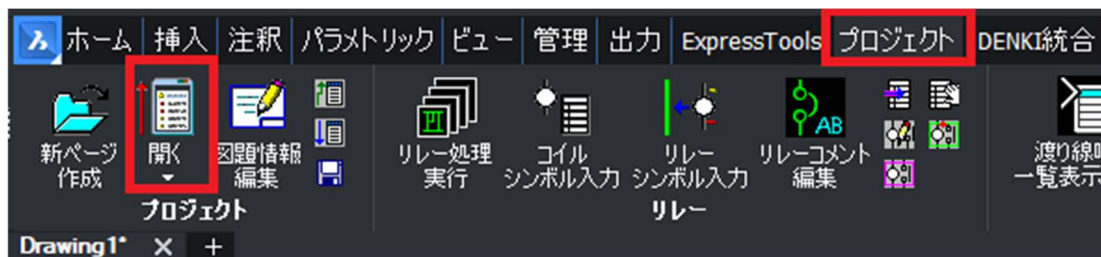 ホーム 挿入 注釈 パラメトリック ビュー 管理 出力 ExpressTools プロジェクト DENKI統合
新ページ
作成
開く
図題情報
編集
リレー処理
実行
コイル
シンボル入力
リレー
シンボル入力
AB
リレーコメント
編集
渡り線
一覧表示
プロジェクト
リレー
Drawing1*